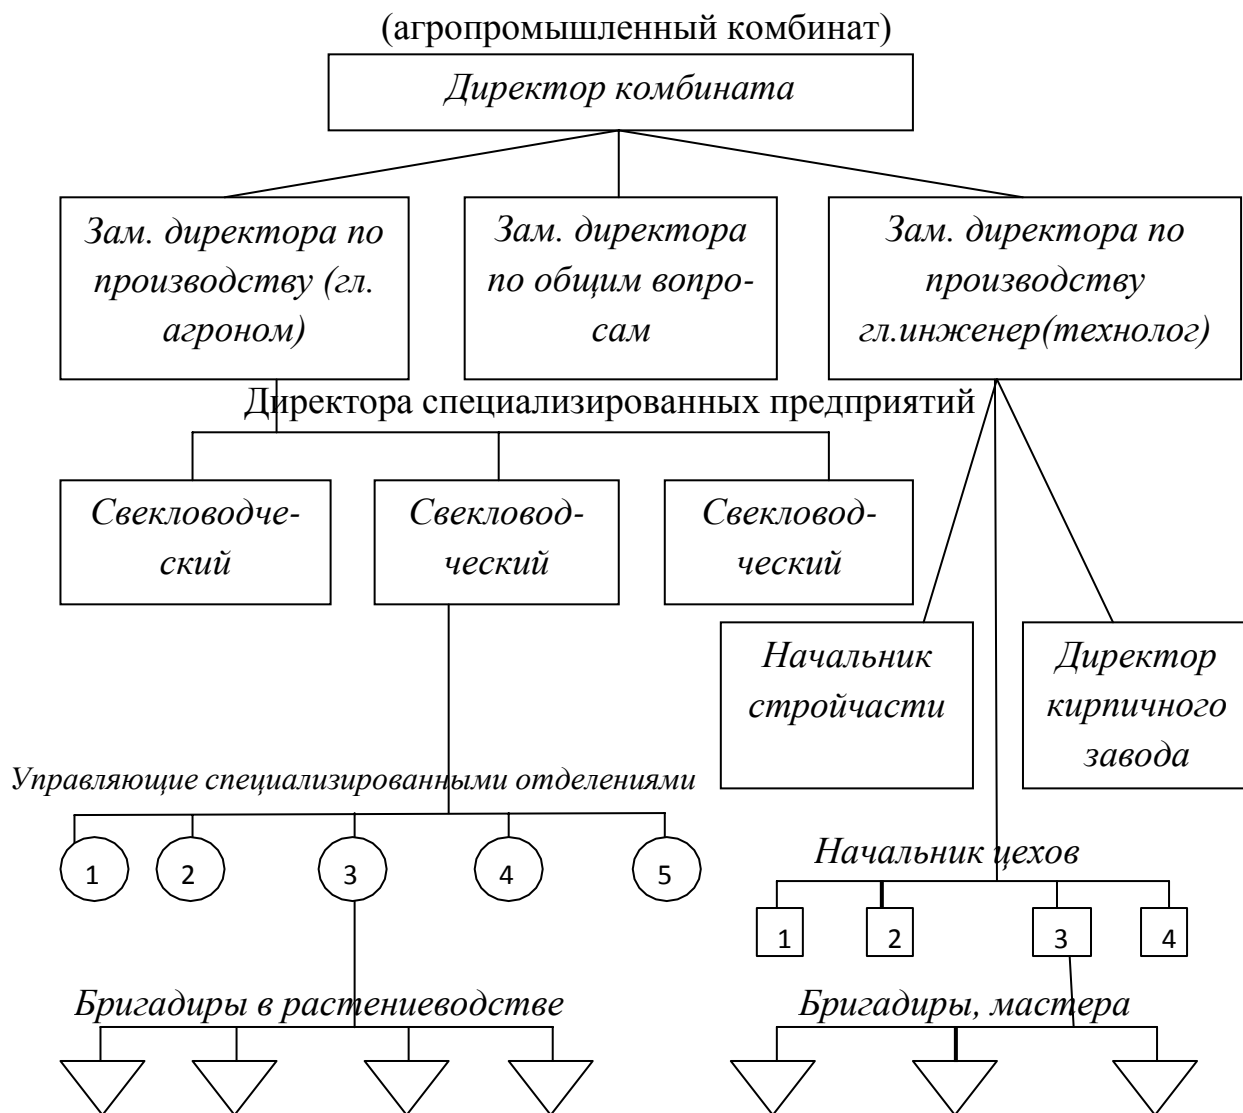 (агропромышленный комбинат)
Директор комбината
Зам. директора по
производству (гл.
агроном)
Зам. директора
по общим вопро-
сам
Зам. директора по
производству
гл.инженер(технолог)
Директора специализированных предприятий
Свекловодче-
ский
Свекловод-
ческий
Свекловод-
ческий
Начальник
стройчасти
Директор
кирпичного
завода
Управляющие специализированными отделениями
1 2 3 4 5
Начальник цехов
1 2 3 4
Бригадиры в растениеводстве
Бригадиры, мастера